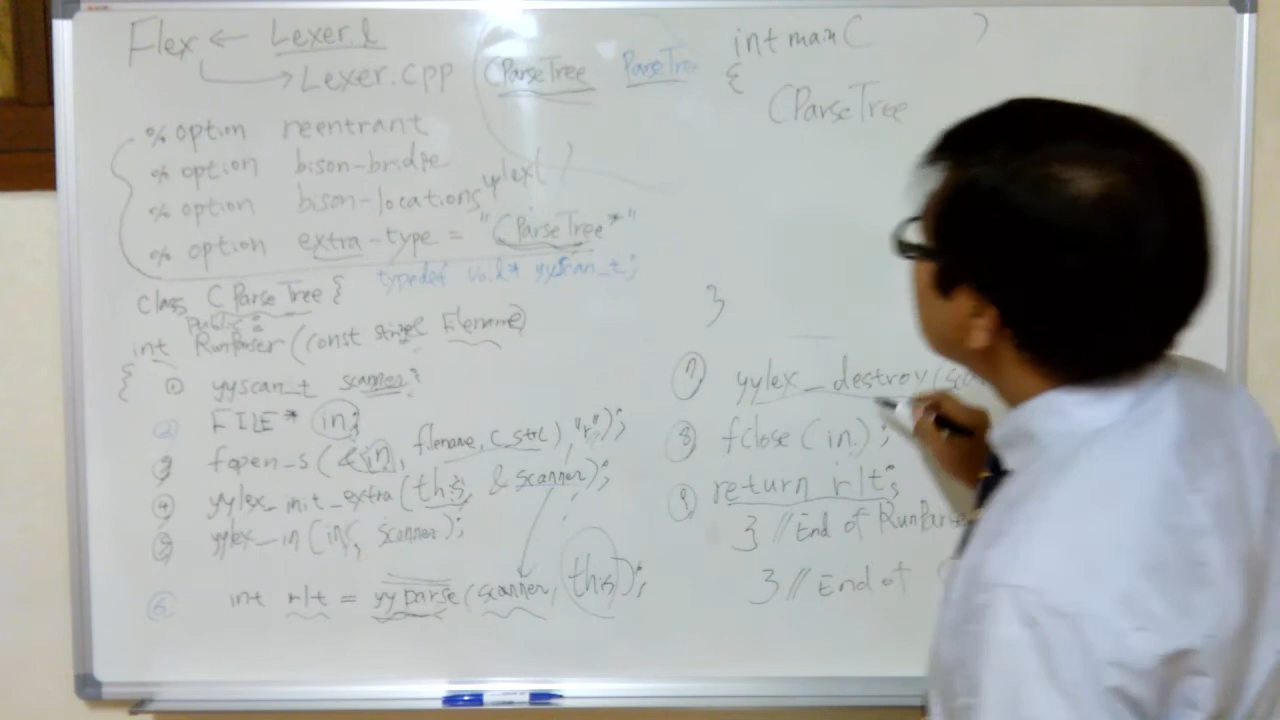 Flex ← Lexer.l
→ Lexer.cpp
CParseTree ParseTree
% option reentrant
% option bison-bridge
% option bison-locations yylex( )
% option extra-type = "CParseTree*"
typedef void* yyscan_t;
class CParseTree {
public:
int RunParser (const Filename)
{ ① yyscan_t scanner;
② FILE* in;
③ fopen_s (&in, filename, c_str( ), "r");
④ yylex_init_extra (this, &scanner);
⑤ yylex_in (in, scanner);
⑥ int rlt = yyparse (scanner, this);
int main ( )
{
CParseTree
}
⑦ yylex_destroy (
⑧ fclose (in);
⑨ return rlt;
} // End of RunParse
} // End of